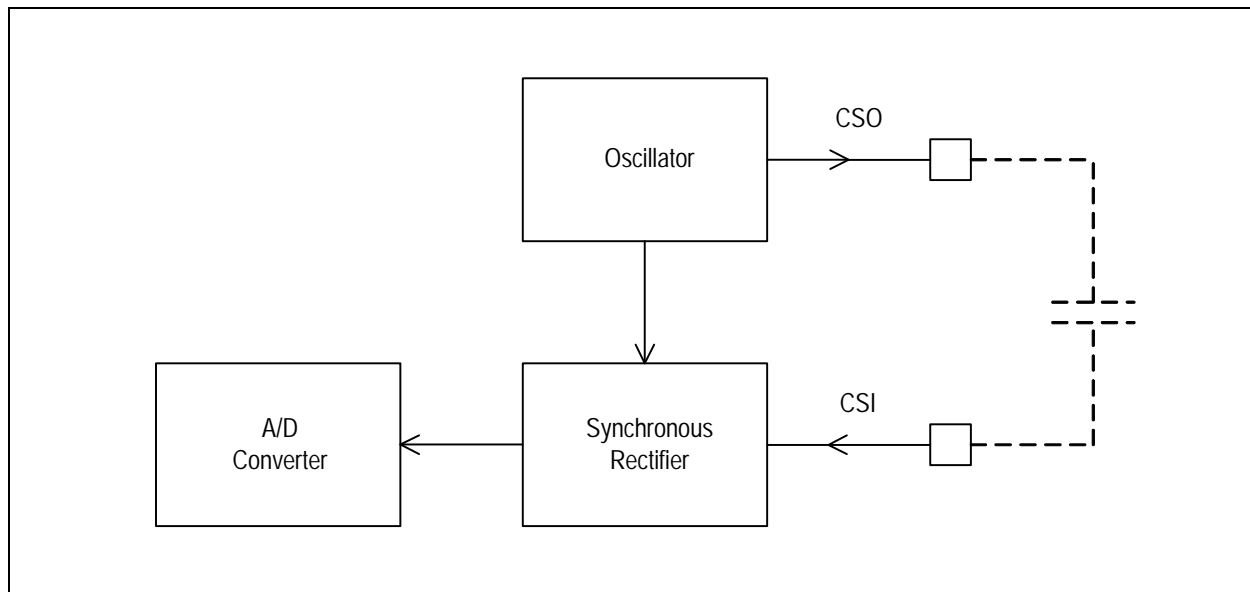 CSO
Oscillator
CSI
A/D
Converter
Synchronous
Rectifier